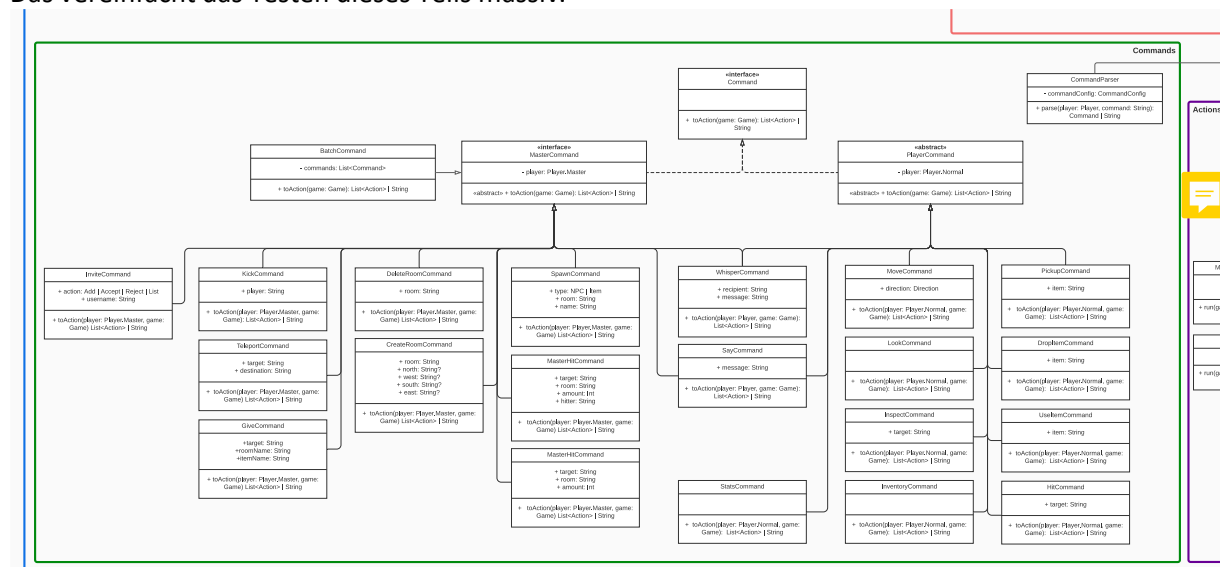 Das vereinfacht das Testen dieses Teils massiv.
Commands
«interface»
Command
+ toAction(game: Game): List<Action> |
String
CommandParser
- commandConfig: CommandConfig
+ parse(player: Player, command: String):
Command | String
Actions
BatchCommand
- commands: List<Command>
+ toAction(game: Game): List<Action> | String
«interface»
MasterCommand
- player: Player.Master
«abstract» + toAction(game: Game): List<Action> | String
«abstract»
PlayerCommand
- player: Player.Normal
«abstract» + toAction(game: Game): List<Action> | String
InviteCommand
+ action: Add | Accept | Reject | List
+ username: String
+ toAction(player: Player.Master, game:
Game) List<Action> | String
KickCommand
+ player: String
+ toAction(player: Player.Master, game:
Game) List<Action> | String
TeleportCommand
+ target: String
+ destination: String
+ toAction(player: Player.Master, game:
Game) List<Action> | String
GiveCommand
+target: String
+roomName: String
+itemName: String
+ toAction(player: Player.Master, game:
Game) List<Action> | String
DeleteRoomCommand
+ room: String
+ toAction(player: Player.Master, game:
Game) List<Action> | String
CreateRoomCommand
+ room: String
+ north: String?
+ west: String?
+ south: String?
+ east: String?
+ toAction(player: Player.Master, game:
Game) List<Action> | String
SpawnCommand
+ type: NPC | Item
+ room: String
+ name: String
+ toAction(player: Player.Master, game:
Game) List<Action> | String
MasterHitCommand
+ target: String
+ room: String
+ amount: Int
+ hitter: String
+ toAction(player: Player.Master, game:
Game) List<Action> | String
MasterHitCommand
+ target: String
+ room: String
+ amount: Int
+ toAction(player: Player.Master, game:
Game) List<Action> | String
WhisperCommand
+ recipient: String
+ message: String
+ toAction(player: Player, game: Game):
List<Action> | String
SayCommand
+ message: String
+ toAction(player: Player, game: Game):
List<Action> | String
StatsCommand
+ toAction(player: Player.Normal, game:
Game): List<Action> | String
MoveCommand
+ direction: Direction
+ toAction(player: Player.Normal, game:
Game): List<Action> | String
LookCommand
+ toAction(player: Player.Normal, game:
Game): List<Action> | String
InspectCommand
+ target: String
+ toAction(player: Player.Normal, game:
Game): List<Action> | String
InventoryCommand
+ toAction(player: Player.Normal, game:
Game): List<Action> | String
PickupCommand
+ item: String
+ toAction(player: Player.Normal, game:
Game): List<Action> | String
DropItemCommand
+ item: String
+ toAction(player: Player.Normal, game:
Game): List<Action> | String
UseItemCommand
+ item: String
+ toAction(player: Player.Normal, game:
Game): List<Action> | String
HitCommand
+ target: String
+ toAction(player: Player.Normal, game:
Game): List<Action> | String
M
+ run(ga
+ run(ga